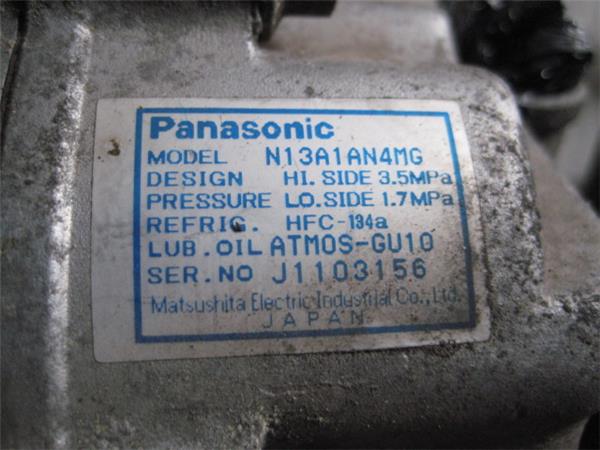 Panasonic
MODEL N13A1AN4MG
DESIGN HI. SIDE 3.5MPa
PRESSURE LO. SIDE 1.7MPa
REFRIG. HFC-134a
LUB. OIL ATMOS-GU10
SER. NO J1103156
Matsushita Electric Industrial Co., Ltd.
JAPAN